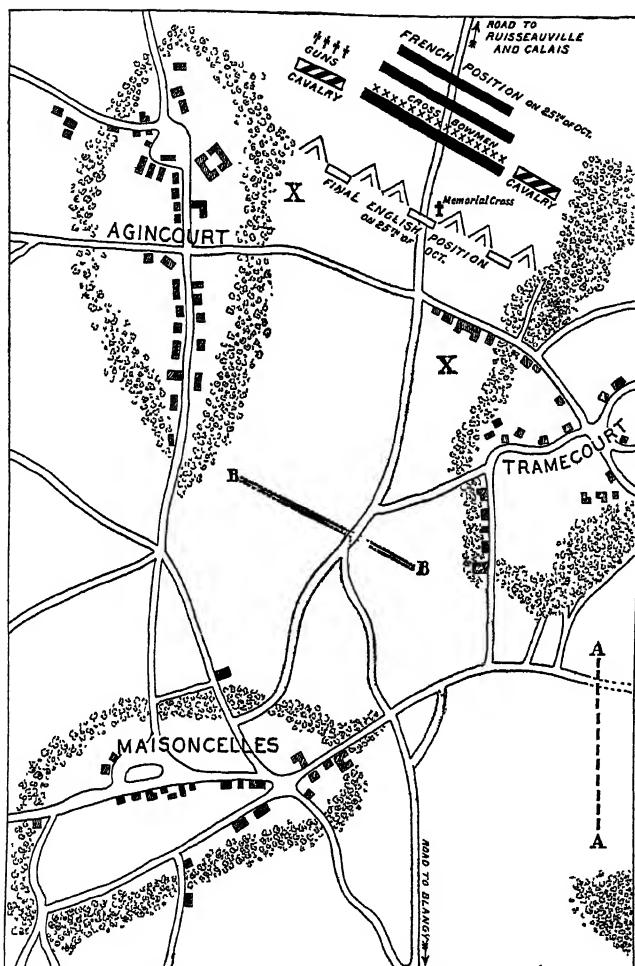 ROAD TO
RUISSEAUVILLE
AND CALAIS
GUNS
CAVALRY
FRENCH POSITION ON 25TH OF OCT.
CROSS BOWMEN
XXXXXXXXXXXXXXXXX
CAVALRY
Memorial Cross
FINAL ENGLISH POSITION
ON 25TH OF OCT.
X
AGINCOURT
X
TRAMECOURT
B
B
A
MAISONCELLES
A
ROAD TO BLANGY